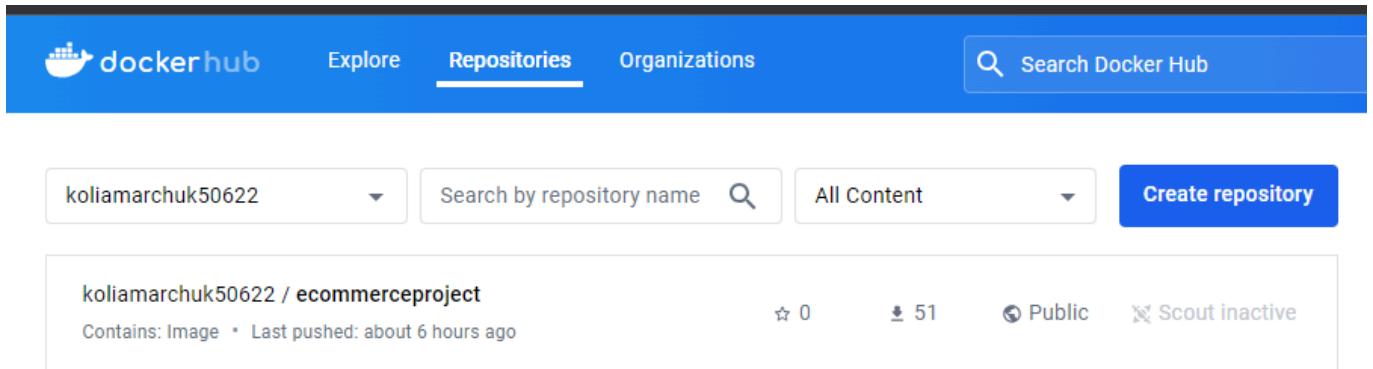 dockerhub Explore Repositories Organizations Search Docker Hub
koliamarchuk50622 Search by repository name All Content Create repository
koliamarchuk50622 / ecommerceproject
0 51 Public Scout inactive
Contains: Image • Last pushed: about 6 hours ago